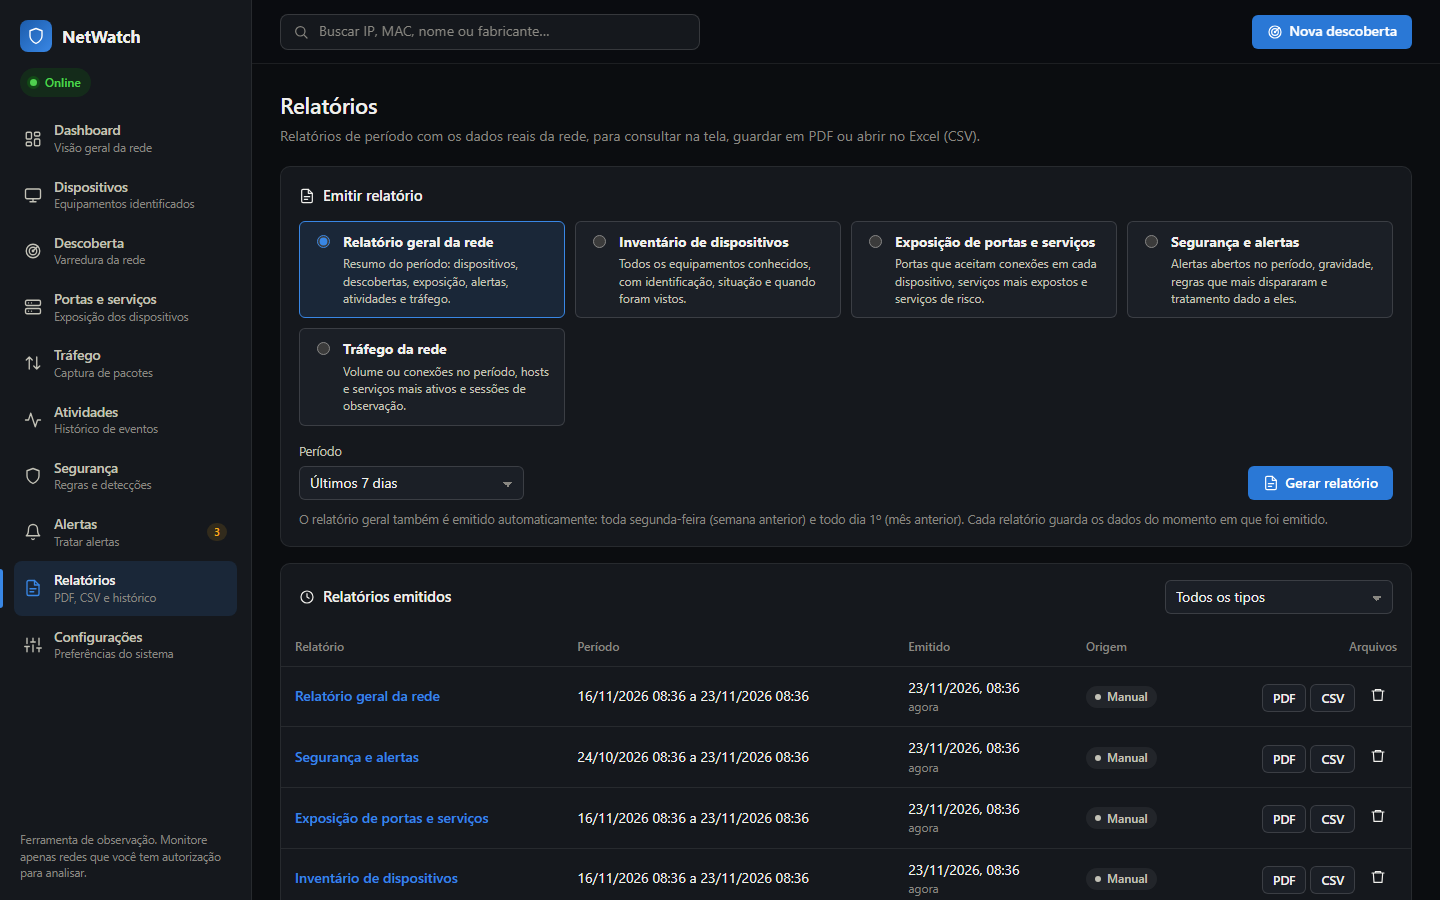 NetWatch
Online
Dashboard
Visão geral da rede
Dispositivos
Equipamentos identificados
Descoberta
Varredura da rede
Portas e serviços
Exposição dos dispositivos
Tráfego
Captura de pacotes
Atividades
Histórico de eventos
Segurança
Regras e detecções
Alertas
Tratar alertas
3
Relatórios
PDF, CSV e histórico
Configurações
Preferências do sistema
Ferramenta de observação. Monitore
apenas redes que você tem autorização
para analisar.
Buscar IP, MAC, nome ou fabricante...
Nova descoberta
Relatórios
Relatórios de período com os dados reais da rede, para consultar na tela, guardar em PDF ou abrir no Excel (CSV).
Emitir relatório
Relatório geral da rede
Resumo do período: dispositivos,
descobertas, exposição, alertas,
atividades e tráfego.
Inventário de dispositivos
Todos os equipamentos conhecidos,
com identificação, situação e quando
foram vistos.
Exposição de portas e serviços
Portas que aceitam conexões em cada
dispositivo, serviços mais expostos e
serviços de risco.
Segurança e alertas
Alertas abertos no período, gravidade,
regras que mais dispararam e
tratamento dado a eles.
Tráfego da rede
Volume ou conexões no período, hosts
e serviços mais ativos e sessões de
observação.
Período
Últimos 7 dias
Gerar relatório
O relatório geral também é emitido automaticamente: toda segunda-feira (semana anterior) e todo dia 1º (mês anterior). Cada relatório guarda os dados do momento em que foi emitido.
Relatórios emitidos
Todos os tipos
Relatório Período Emitido Origem Arquivos
Relatório geral da rede 16/11/2026 08:36 a 23/11/2026 08:36 23/11/2026, 08:36 Manual PDF CSV
agora
Segurança e alertas 24/10/2026 08:36 a 23/11/2026 08:36 23/11/2026, 08:36 Manual PDF CSV
agora
Exposição de portas e serviços 16/11/2026 08:36 a 23/11/2026 08:36 23/11/2026, 08:36 Manual PDF CSV
agora
Inventário de dispositivos 16/11/2026 08:36 a 23/11/2026 08:36 23/11/2026, 08:36 Manual PDF CSV
agora